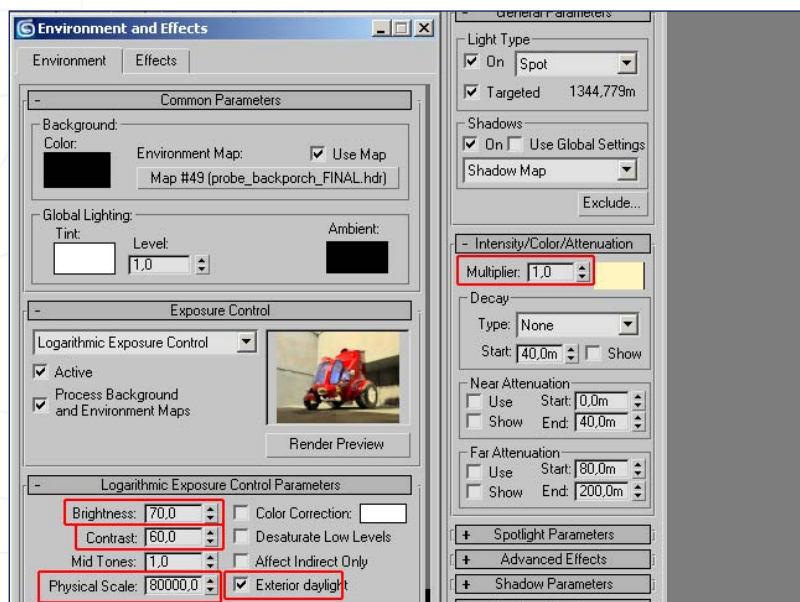 Environment and Effects
Environment
Effects
- Common Parameters
Background:
Color:
Environment Map:
Use Map
Map #49 (probe_backporch_FINAL.hdr)
Global Lighting:
Tint:
Level:
Ambient:
1,0
- Exposure Control
Logarithmic Exposure Control
Active
Process Background
and Environment Maps
Render Preview
- Logarithmic Exposure Control Parameters
Brightness: 70,0
Color Correction:
Contrast: 60,0
Desaturate Low Levels
Mid Tones: 1,0
Affect Indirect Only
Physical Scale: 80000,0
Exterior daylight
General Parameters
Light Type
On
Spot
Targeted
1344,779m
Shadows
On
Use Global Settings
Shadow Map
Exclude...
- Intensity/Color/Attenuation
Multiplier: 1,0
Decay
Type: None
Start: 40,0m
Show
Near Attenuation
Use
Start: 0,0m
Show
End: 40,0m
Far Attenuation
Use
Start: 80,0m
Show
End: 200,0m
+ Spotlight Parameters
+ Advanced Effects
+ Shadow Parameters